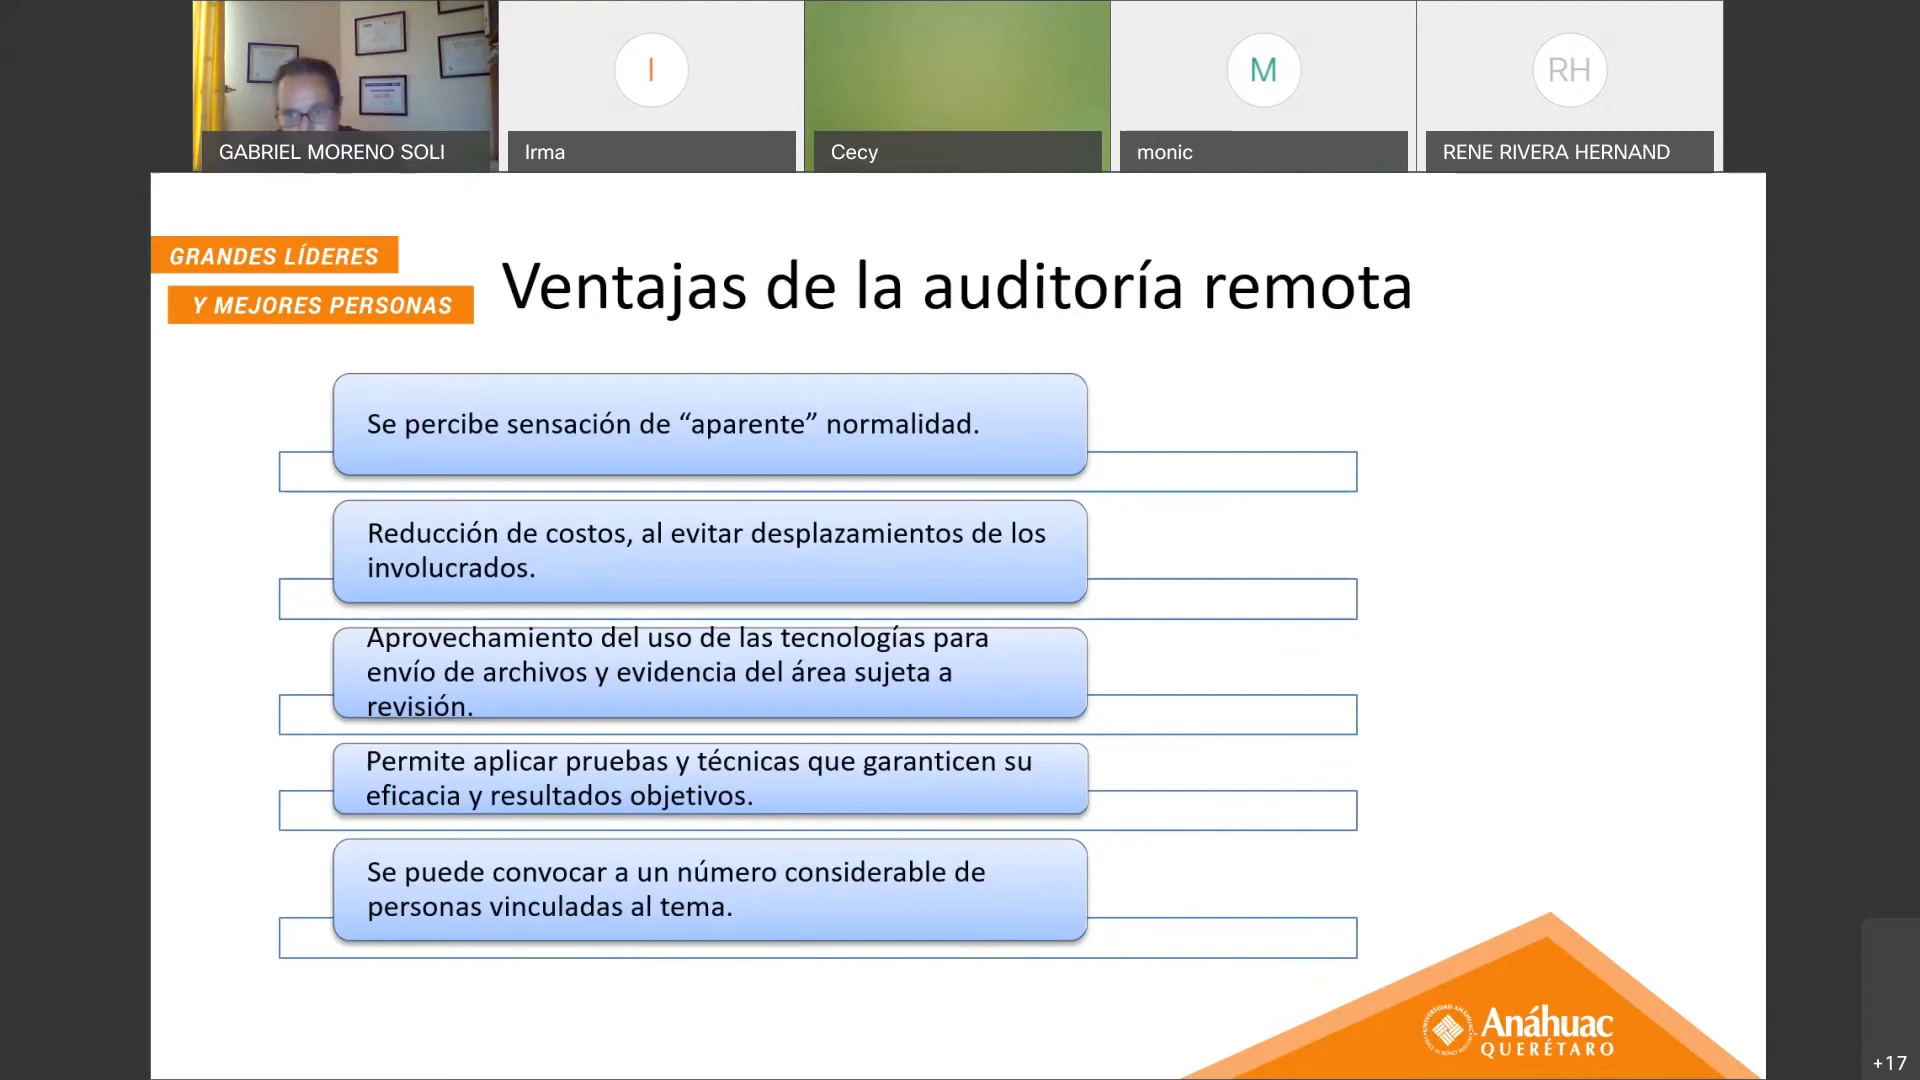 I
M
RH
GABRIEL MORENO SOLI
Irma
Cecy
monic
RENE RIVERA HERNAND
GRANDES LÍDERES
Y MEJORES PERSONAS
Ventajas de la auditoría remota
Se percibe sensación de “aparente” normalidad.
Reducción de costos, al evitar desplazamientos de los
involucrados.
Aprovechamiento del uso de las tecnologías para
envío de archivos y evidencia del área sujeta a
revisión.
Permite aplicar pruebas y técnicas que garanticen su
eficacia y resultados objetivos.
Se puede convocar a un número considerable de
personas vinculadas al tema.
Anáhuac
QUERÉTARO
+17